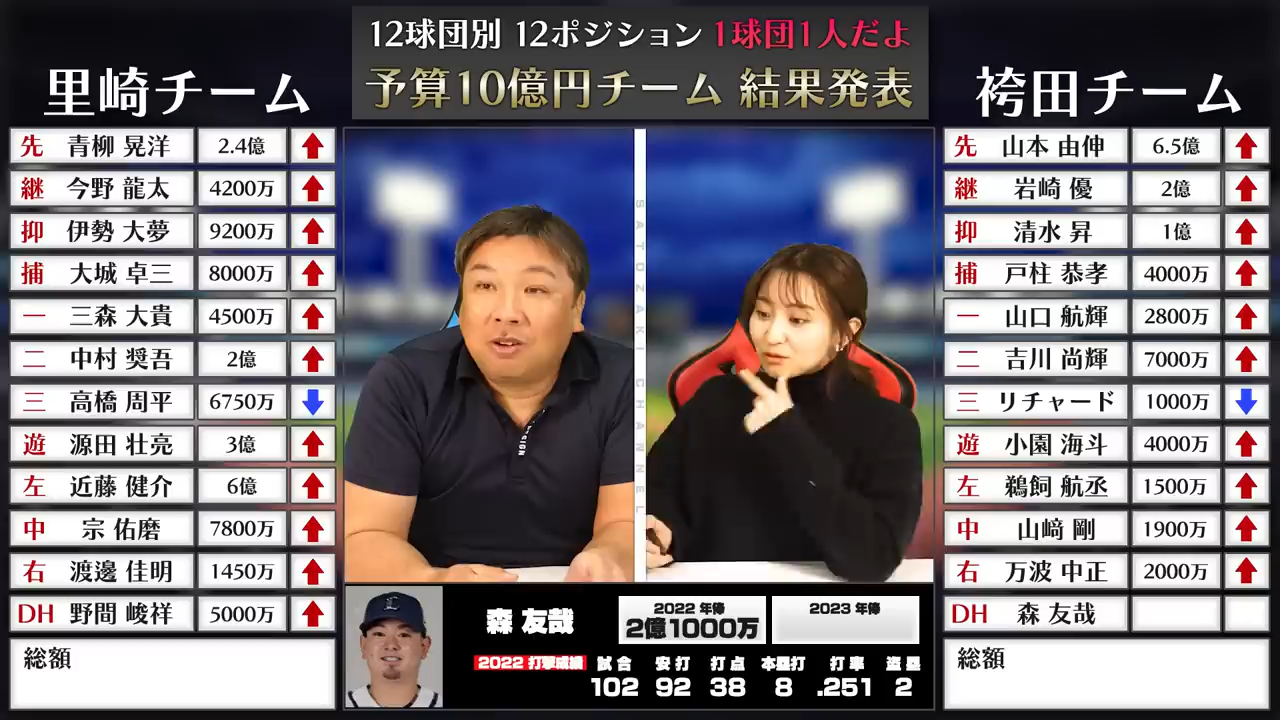 12球団別 12ポジション 1球団1人だよ
予算10億円チーム 結果発表
里崎チーム
先 青柳 晃洋 2.4億
継 今野 龍太 4200万
抑 伊勢 大夢 9200万
捕 大城 卓三 8000万
一 三森 大貴 4500万
二 中村 奨吾 2億
三 高橋 周平 6750万
遊 源田 壮亮 3億
左 近藤 健介 6億
中 宗 佑磨 7800万
右 渡邊 佳明 1450万
DH 野間 峻祥 5000万
総額
SATOZAKI CHANNEL
袴田チーム
先 山本 由伸 6.5億
継 岩崎 優 2億
抑 清水 昇 1億
捕 戸柱 恭孝 4000万
一 山口 航輝 2800万
二 吉川 尚輝 7000万
三 リチャード 1000万
遊 小園 海斗 4000万
左 鵜飼 航丞 1500万
中 山﨑 剛 1900万
右 万波 中正 2000万
DH 森 友哉
総額
森 友哉
2022 年俸
2億1000万
2023 年俸
2022 打撃成績 試合 安打 打点 本塁打 打率 盗塁
102 92 38 8 .251 2